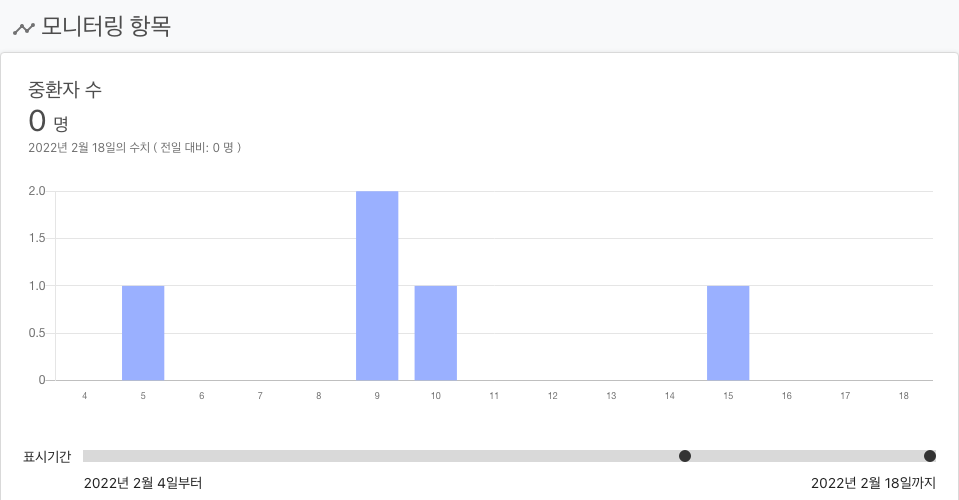 모니터링 항목
중환자 수
0 명
2022년 2월 18일의 수치 ( 전일 대비: 0 명 )
2.0
1.5
1.0
0.5
0
4 5 6 7 8 9 10 11 12 13 14 15 16 17 18
표시기간
2022년 2월 4일부터 2022년 2월 18일까지